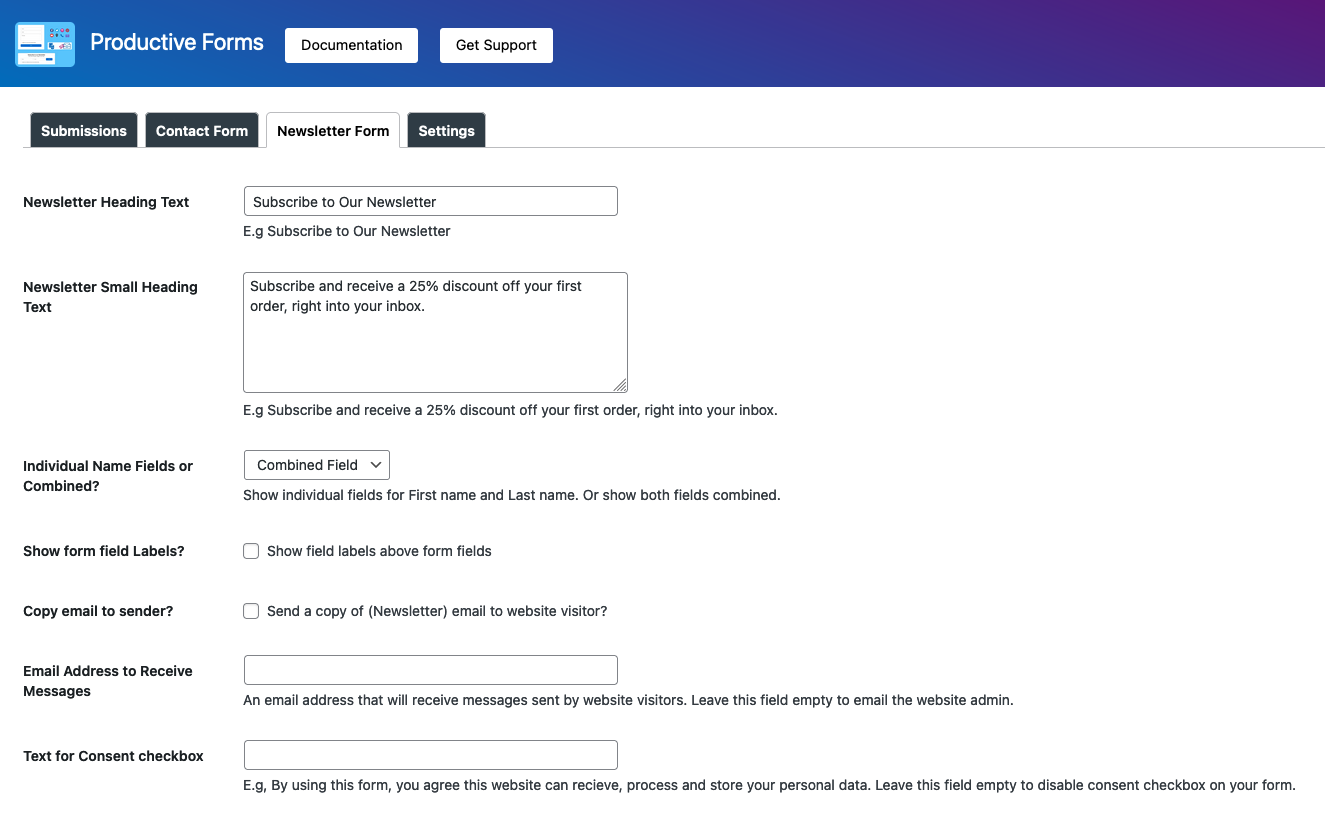 Productive Forms
Documentation
Get Support
Submissions
Contact Form
Newsletter Form
Settings
Newsletter Heading Text
Subscribe to Our Newsletter
E.g Subscribe to Our Newsletter
Newsletter Small Heading
Text
Subscribe and receive a 25% discount off your first
order, right into your inbox.
E.g Subscribe and receive a 25% discount off your first order, right into your inbox.
Individual Name Fields or
Combined?
Combined Field
Show individual fields for First name and Last name. Or show both fields combined.
Show form field Labels?
Show field labels above form fields
Copy email to sender?
Send a copy of (Newsletter) email to website visitor?
Email Address to Receive
Messages
An email address that will receive messages sent by website visitors. Leave this field empty to email the website admin.
Text for Consent checkbox
E.g, By using this form, you agree this website can recieve, process and store your personal data. Leave this field empty to disable consent checkbox on your form.